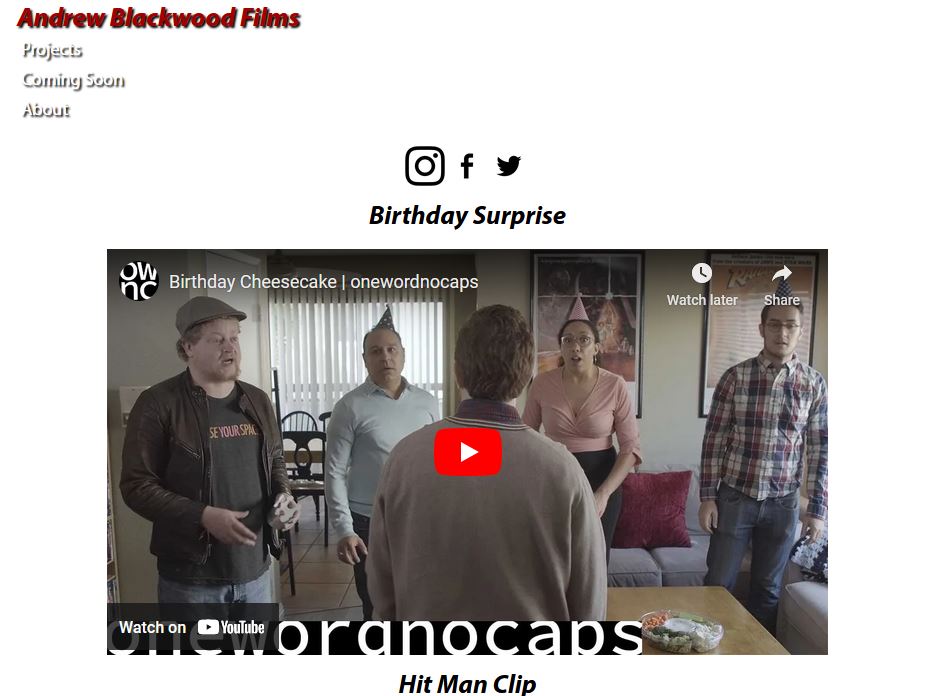 Andrew Blackwood Films
Projects
Coming Soon
About
Birthday Surprise
OW
nc
Birthday Cheesecake | onewordnocaps
Watch later
Share
SE YOUR SPAC
Watch on YouTube
onewordnocaps
Hit Man Clip